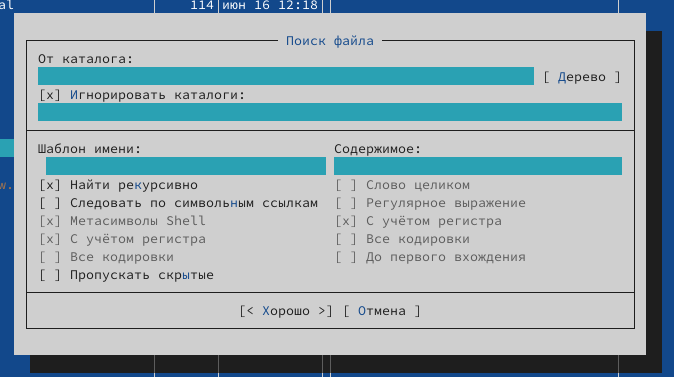 al 114 июн 16 12:18
Поиск файла
От каталога:
[ Дерево ]
[x] Игнорировать каталоги:
Шаблон имени: Содержимое:
[x] Найти рекурсивно [ ] Слово целиком
[ ] Следовать по символьным ссылкам [ ] Регулярное выражение
[x] Метасимволы Shell [x] С учётом регистра
[x] С учётом регистра [ ] Все кодировки
[ ] Все кодировки [ ] До первого вхождения
[ ] Пропускать скрытые
[< Хорошо >] [ Отмена ]